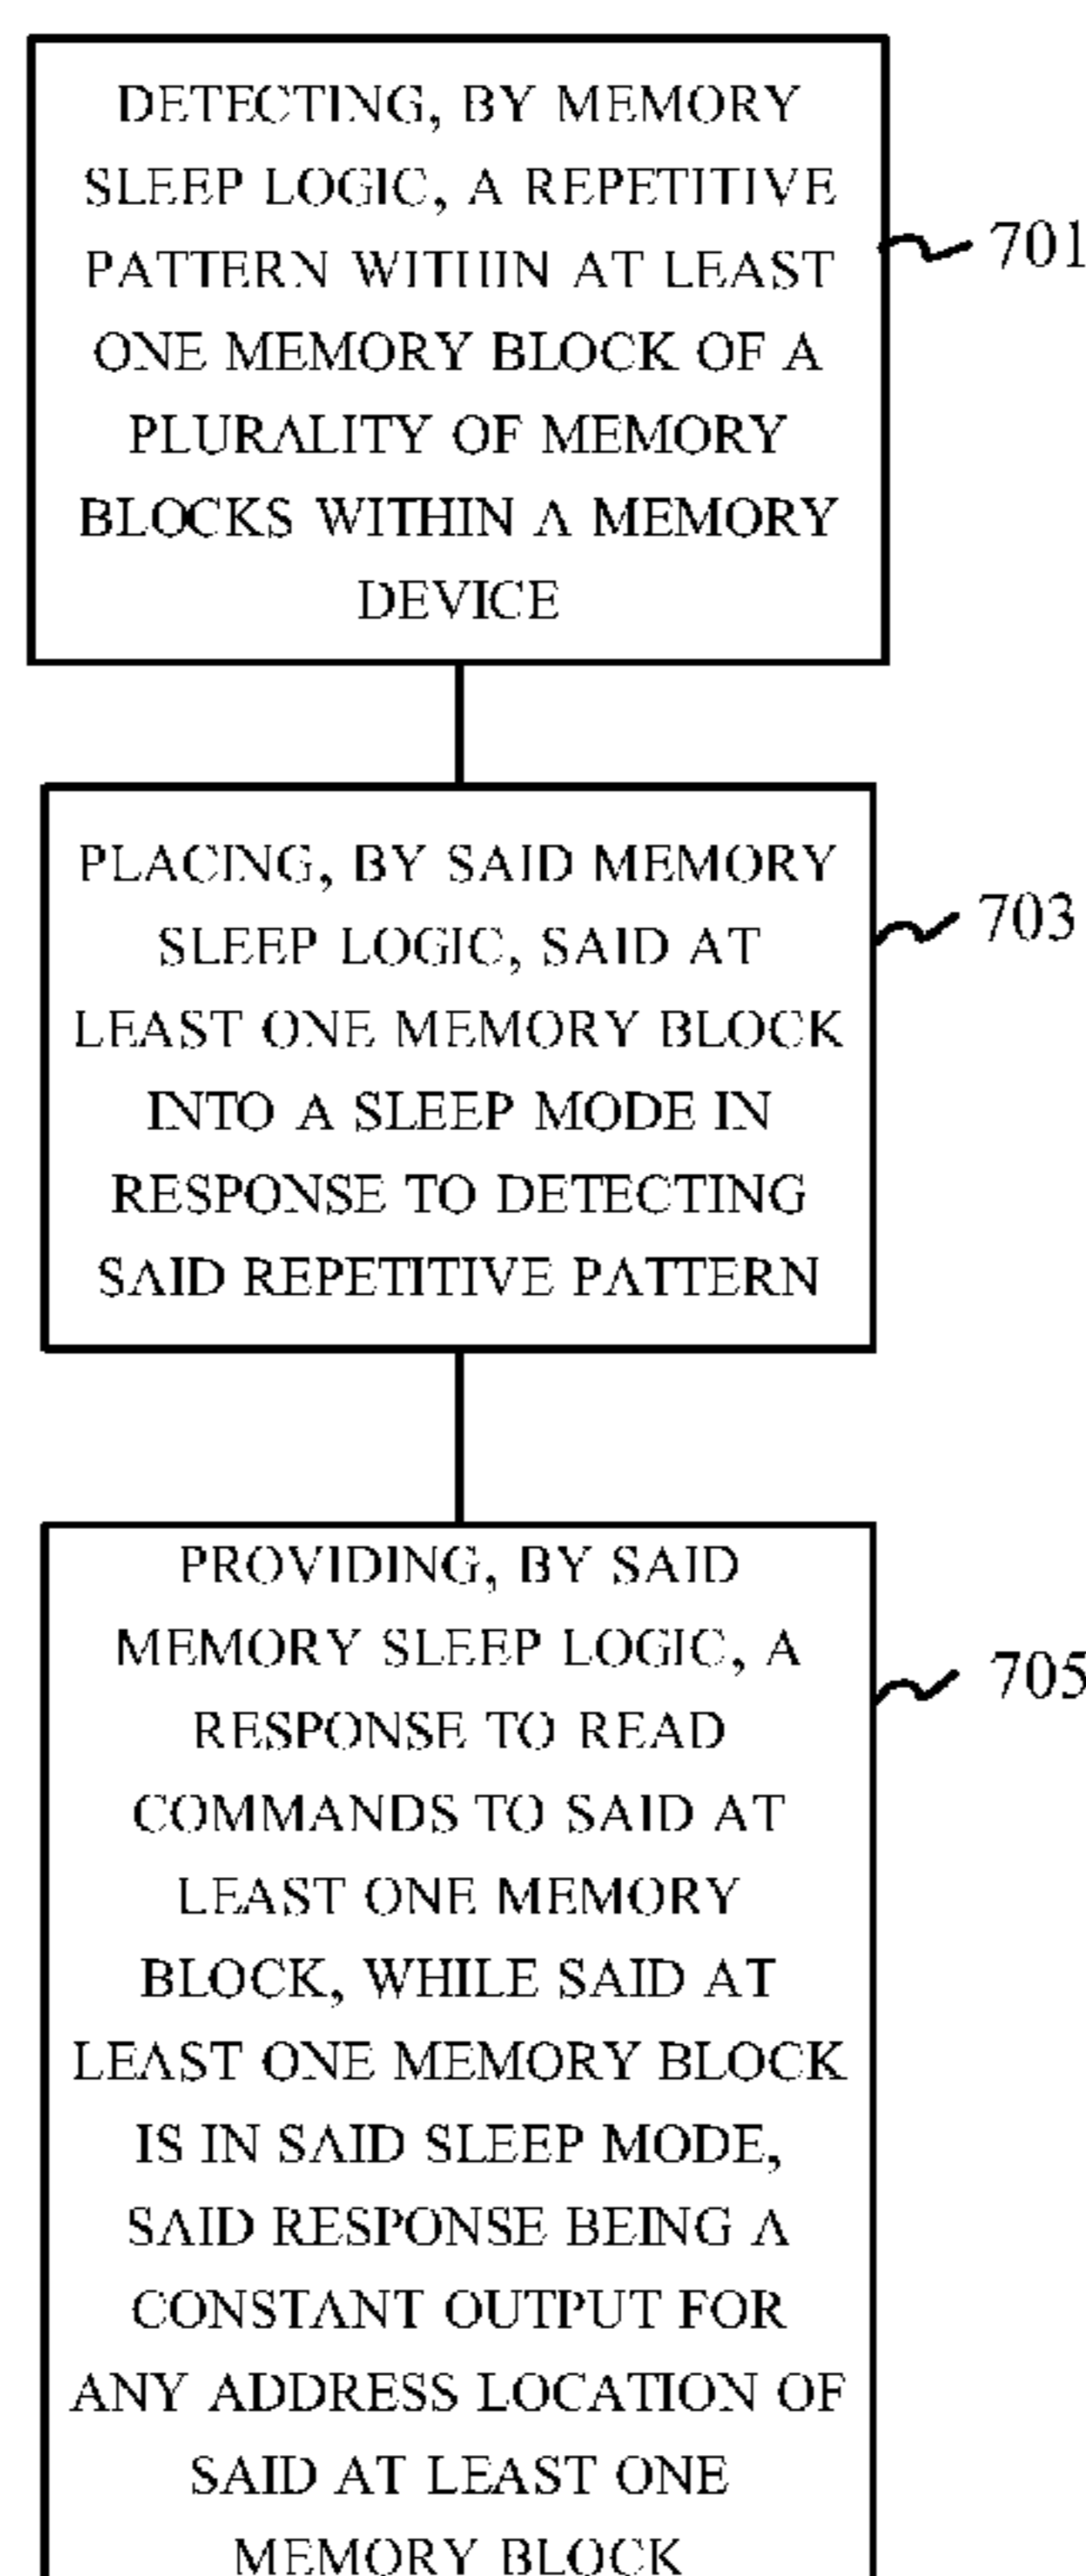 DETECTING, BY MEMORY
SLEEP LOGIC, A REPETITIVE
PATTERN WITHIN AT LEAST
ONE MEMORY BLOCK OF A
PLURALITY OF MEMORY
BLOCKS WITHIN A MEMORY
DEVICE
701
PLACING, BY SAID MEMORY
SLEEP LOGIC, SAID AT
LEAST ONE MEMORY BLOCK
INTO A SLEEP MODE IN
RESPONSE TO DETECTING
SAID REPETITIVE PATTERN
703
PROVIDING, BY SAID
MEMORY SLEEP LOGIC, A
RESPONSE TO READ
COMMANDS TO SAID AT
LEAST ONE MEMORY
BLOCK, WHILE SAID AT
LEAST ONE MEMORY BLOCK
IS IN SAID SLEEP MODE,
SAID RESPONSE BEING A
CONSTANT OUTPUT FOR
ANY ADDRESS LOCATION OF
SAID AT LEAST ONE
MEMORY BLOCK
705